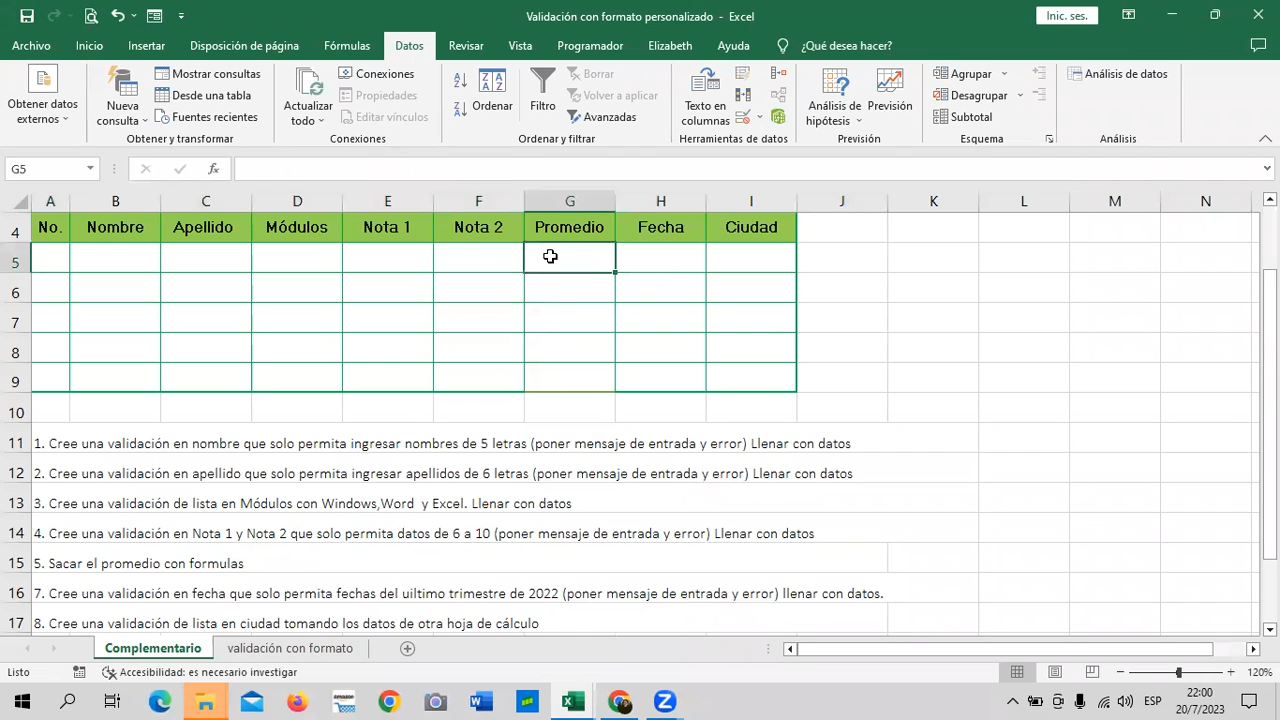 Validación con formato personalizado - Excel
Inic. ses.
Archivo Inicio Insertar Disposición de página Fórmulas Datos Revisar Vista Programador Elizabeth Ayuda ¿Qué desea hacer?
Obtener datos externos
Nueva consulta
Mostrar consultas
Desde una tabla
Fuentes recientes
Obtener y transformar
Actualizar todo
Conexiones
Propiedades
Editar vínculos
Conexiones
Ordenar
Filtro
Borrar
Volver a aplicar
Avanzadas
Ordenar y filtrar
Texto en columnas
Herramientas de datos
Análisis de hipótesis
Previsión
Previsión
Agrupar
Desagrupar
Subtotal
Esquema
Análisis de datos
Análisis
G5 fx
A B C D E F G H I J K L M N
4 No. Nombre Apellido Módulos Nota 1 Nota 2 Promedio Fecha Ciudad
5
6
7
8
9
10
11 1. Cree una validación en nombre que solo permita ingresar nombres de 5 letras (poner mensaje de entrada y error) Llenar con datos
12 2. Cree una validación en apellido que solo permita ingresar apellidos de 6 letras (poner mensaje de entrada y error) Llenar con datos
13 3. Cree una validación de lista en Módulos con Windows,Word y Excel. Llenar con datos
14 4. Cree una validación en Nota 1 y Nota 2 que solo permita datos de 6 a 10 (poner mensaje de entrada y error) Llenar con datos
15 5. Sacar el promedio con formulas
16 7. Cree una validación en fecha que solo permita fechas del uiltimo trimestre de 2022 (poner mensaje de entrada y error) llenar con datos.
17 8. Cree una validación de lista en ciudad tomando los datos de otra hoja de cálculo
Complementario validación con formato
Listo Accesibilidad: es necesario investigar 120%
ESP
22:00
20/7/2023